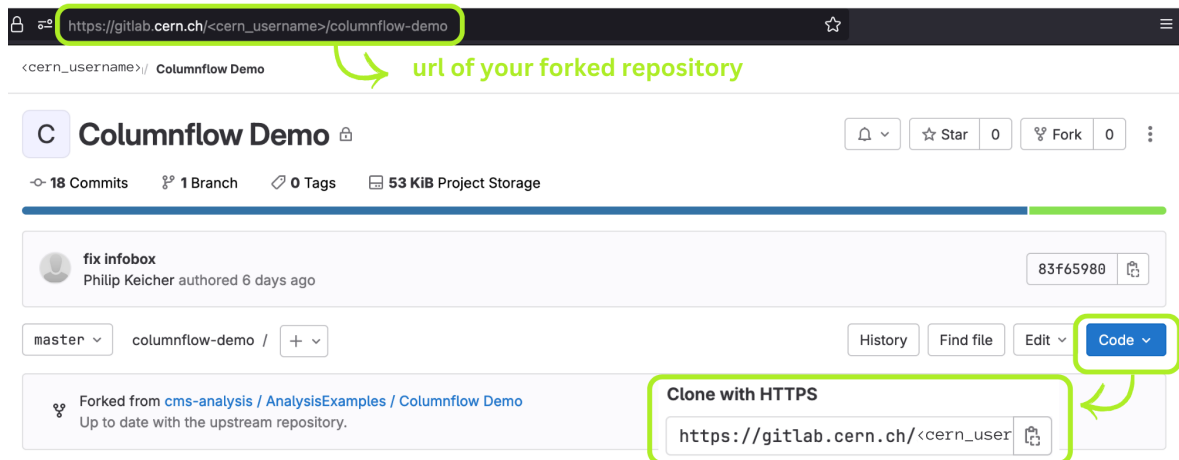 https://gitlab.cern.ch/<cern_username>/columnflow-demo
<cern_username>/ Columnflow Demo
url of your forked repository
C Columnflow Demo
Star 0 Fork 0
18 Commits 1 Branch 0 Tags 53 KiB Project Storage
fix infobox
Philip Keicher authored 6 days ago
83f65980
master columnflow-demo / + History Find file Edit Code
Forked from cms-analysis / AnalysisExamples / Columnflow Demo
Up to date with the upstream repository.
Clone with HTTPS
https://gitlab.cern.ch/<cern_user